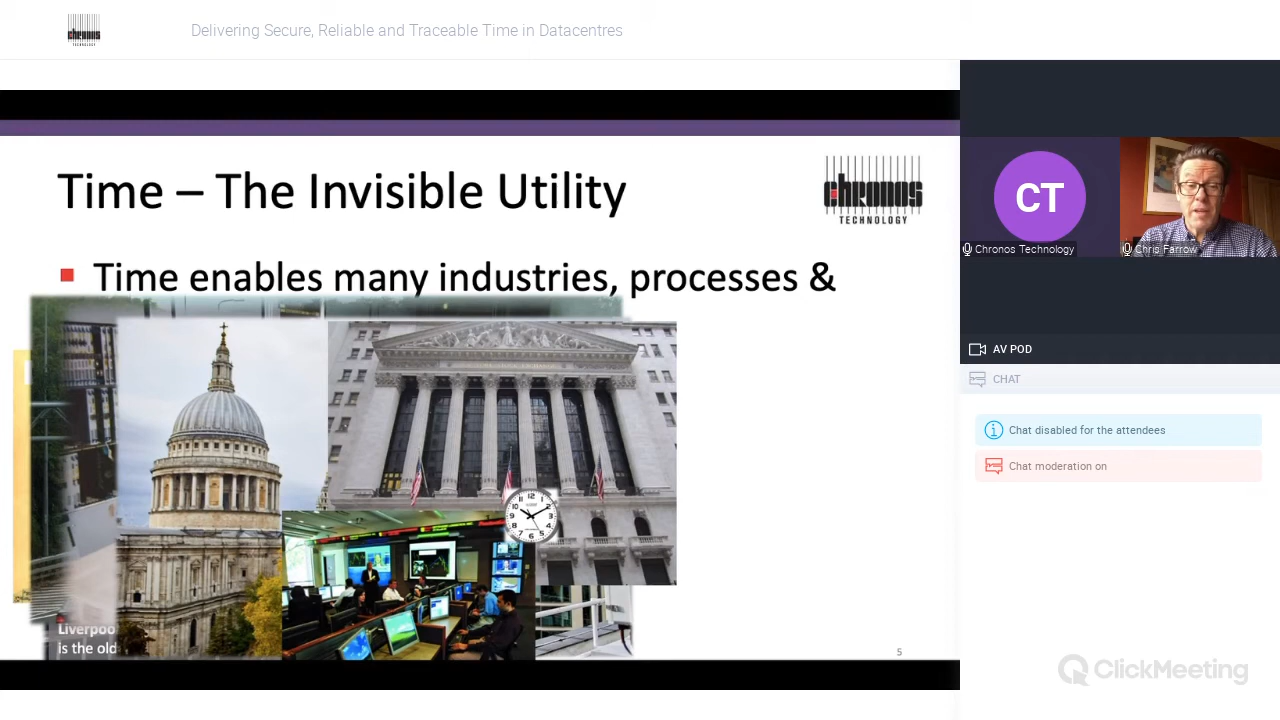 chronos
TECHNOLOGY
Delivering Secure, Reliable and Traceable Time in Datacentres
Time – The Invisible Utility
chronos
TECHNOLOGY
Time enables many industries, processes &
Liverpoo
is the old
5
CT
Chronos Technology
Chris Farrow
AV POD
CHAT
Chat disabled for the attendees
Chat moderation on
ClickMeeting